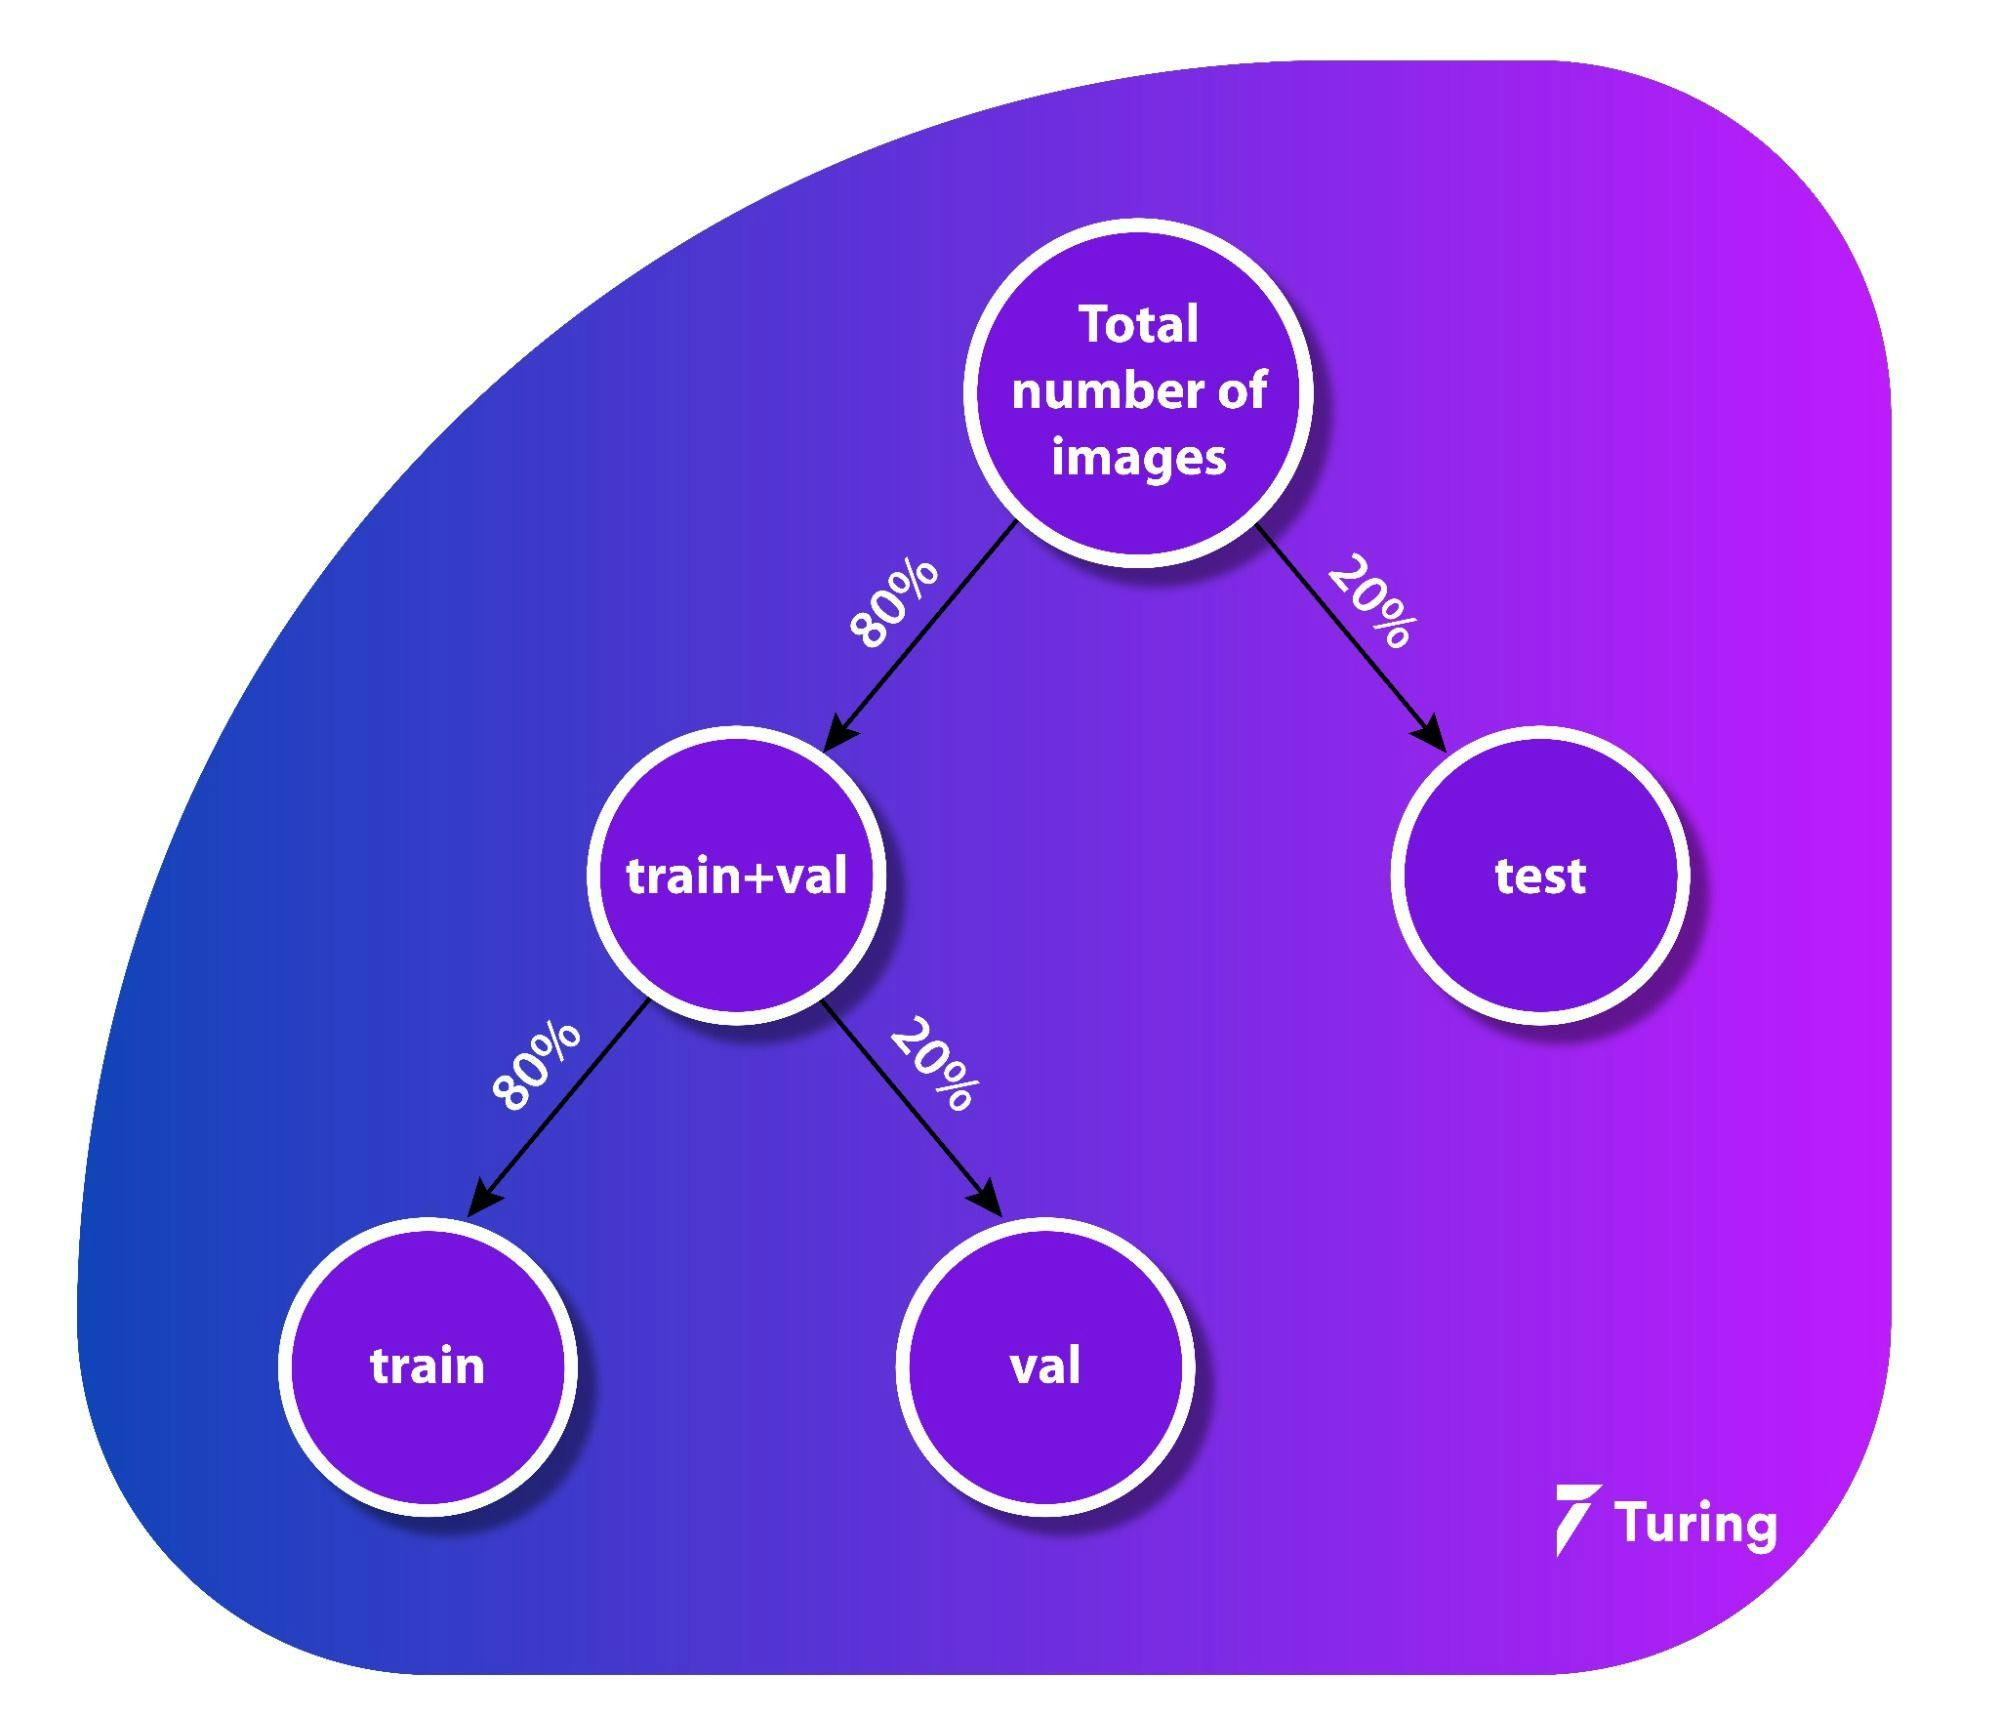 Total
number of
images
80%
20%
train+val
test
80%
20%
train
val
Turing